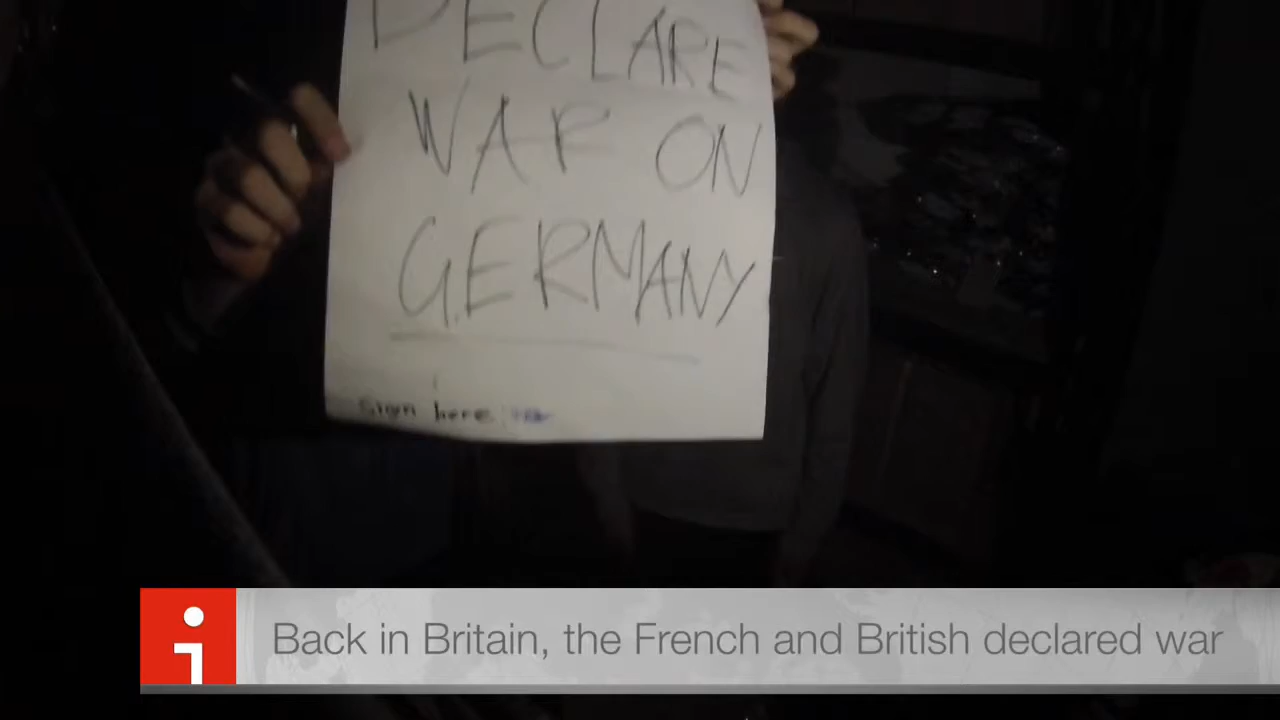 DECLARE
WAR ON
GERMANY
sign here
Back in Britain, the French and British declared war